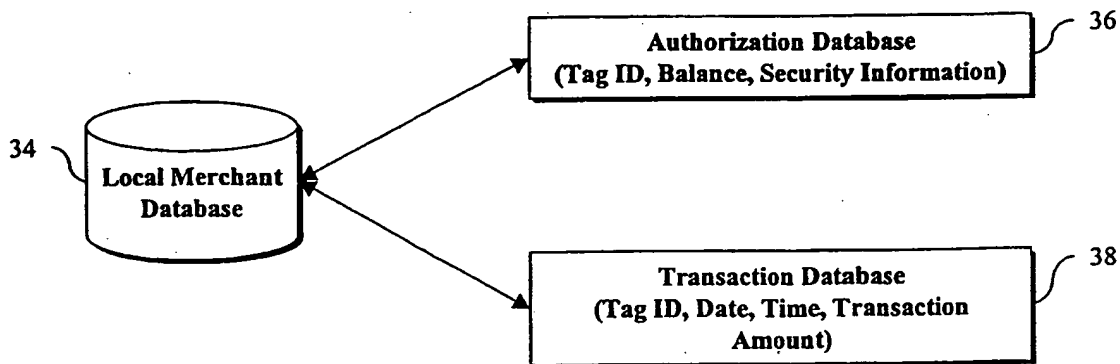 36
Authorization Database
(Tag ID, Balance, Security Information)
34
Local Merchant
Database
38
Transaction Database
(Tag ID, Date, Time, Transaction
Amount)